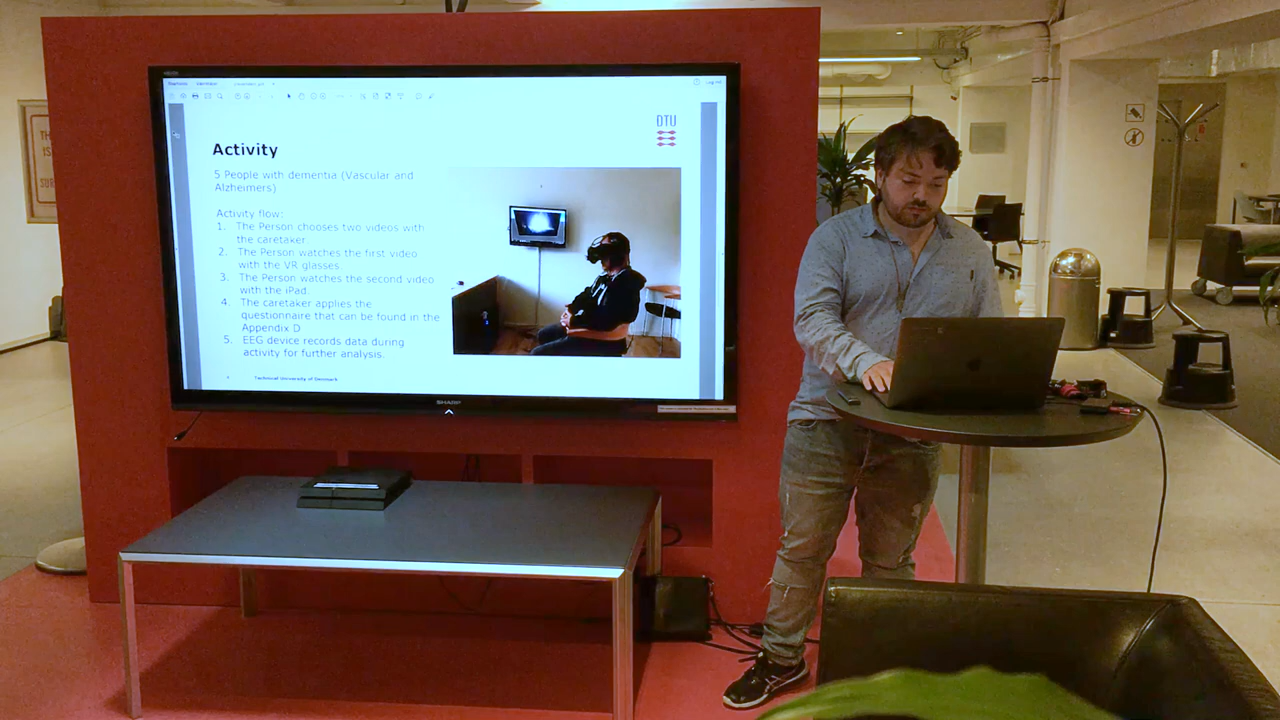 DTU
Activity
5 People with dementia (Vascular and
Alzheimers)
Activity flow:
1. The Person chooses two videos with
the caretaker
2. The Person watches the first video
with the VR glasses.
3. The Person watches the second video
with the iPad.
4. The caretaker applies the
questionnaire that can be found in the
Appendix D
5. EEG device records data during
activity for further analysis.
Technical University of Denmark
SHARP